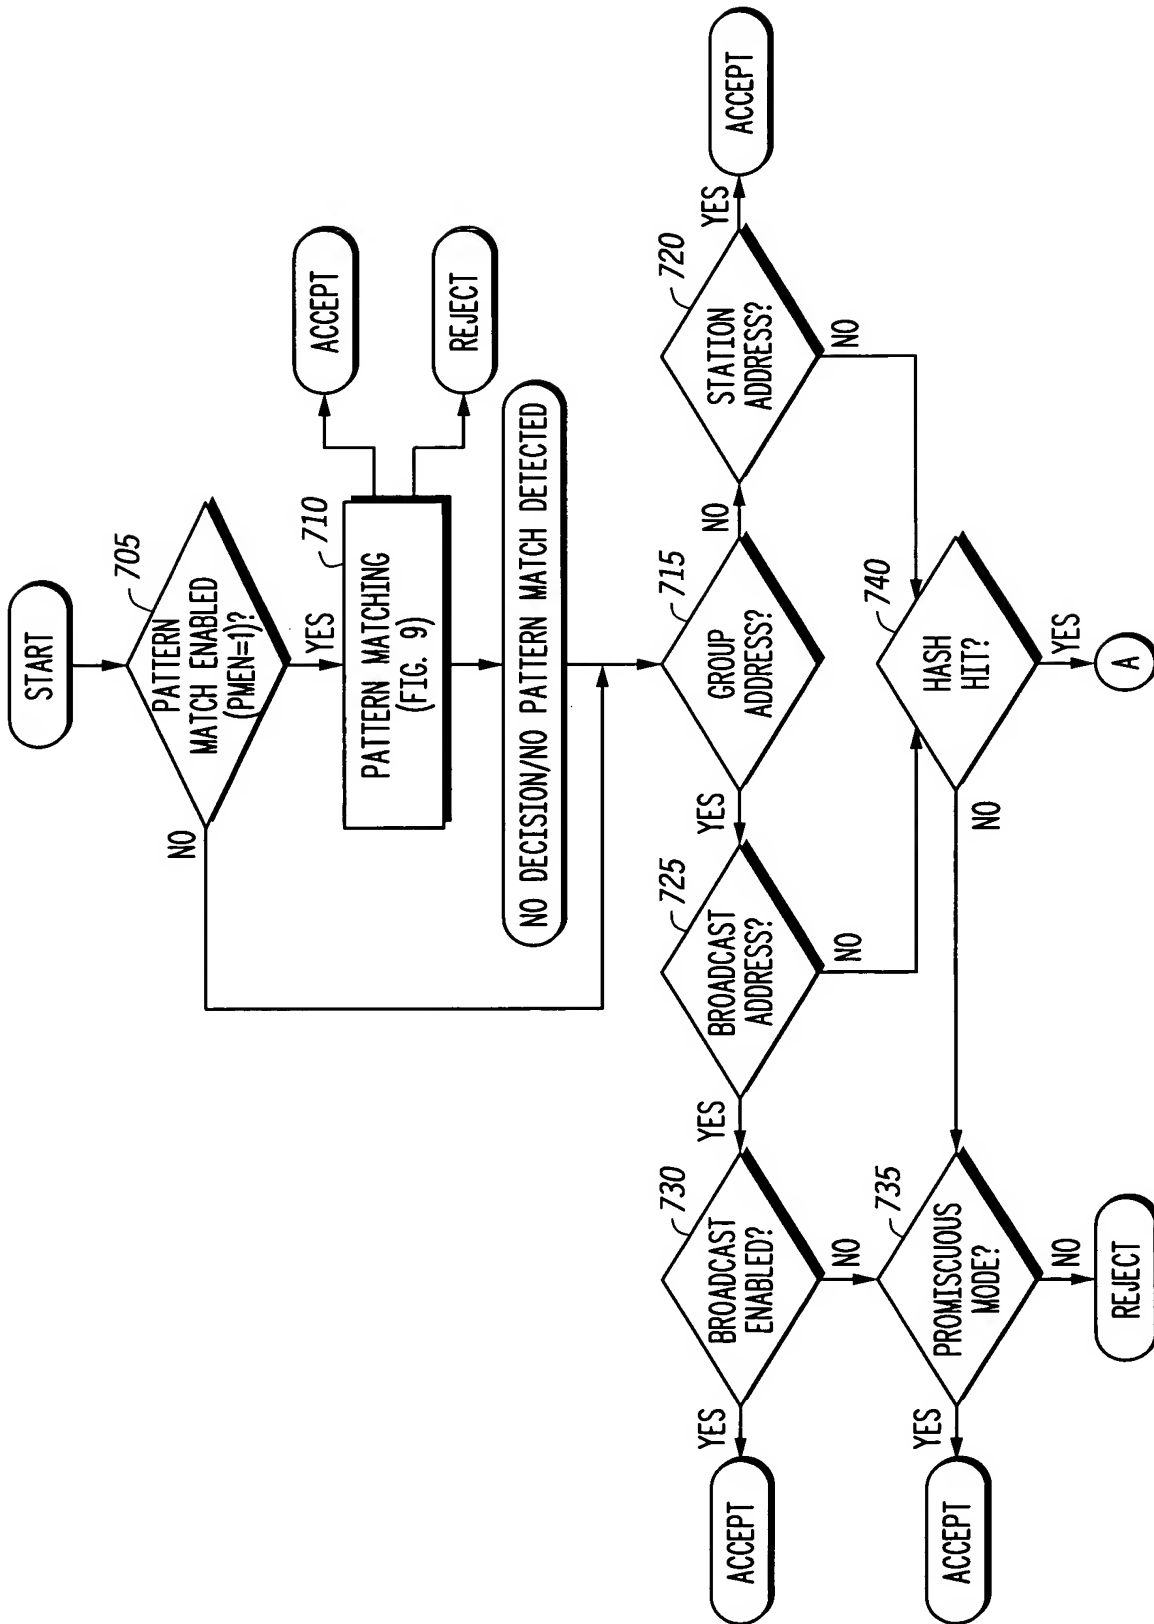 START
705
PATTERN
MATCH ENABLED
(PMEN=1)?
NO
YES
710
PATTERN MATCHING
(FIG. 9)
ACCEPT
REJECT
NO DECISION/NO PATTERN MATCH DETECTED
715
GROUP
ADDRESS?
NO
YES
720
STATION
ADDRESS?
YES
ACCEPT
NO
725
BROADCAST
ADDRESS?
YES
NO
730
BROADCAST
ENABLED?
YES
ACCEPT
NO
735
PROMISCUOUS
MODE?
YES
ACCEPT
NO
REJECT
740
HASH
HIT?
NO
YES
A